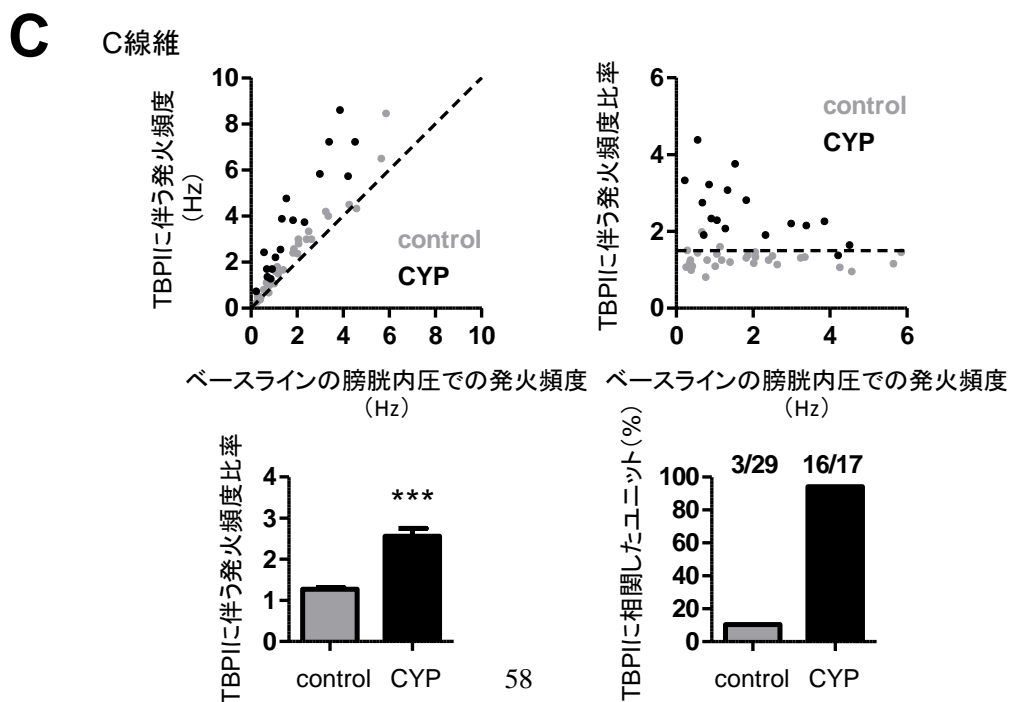 C
C線維
TBPIに伴う発火頻度
(Hz)
10
8
6
4
2
0
control
CYP
0 2 4 6 8 10
ベースラインの膀胱内圧での発火頻度
(Hz)
TBPIに伴う発火頻度比率
6
4
2
0
control
CYP
0 2 4 6
ベースラインの膀胱内圧での発火頻度
(Hz)
TBPIに伴う発火頻度比率
4
3
2
1
0
***
control CYP
TBPIに相関したユニット(%)
100
80
60
40
20
0
3/29 16/17
control CYP
58